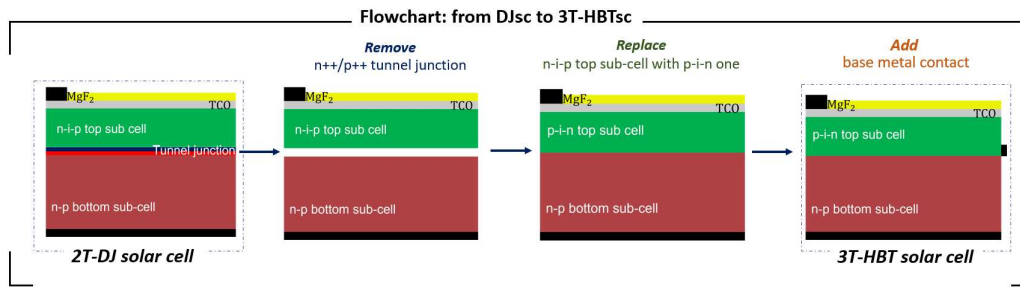 Flowchart: from DJsc to 3T-HBTsc
Remove
n++/p++ tunnel junction
Replace
n-i-p top sub-cell with p-i-n one
Add
base metal contact
MgF₂
TCO
n-i-p top sub cell
Tunnel junction
n-p bottom sub-cell
2T-DJ solar cell
MgF₂
TCO
n-i-p top sub cell
n-p bottom sub-cell
MgF₂
TCO
p-i-n top sub cell
n-p bottom sub-cell
MgF₂
TCO
p-i-n top sub cell
n-p bottom sub-cell
3T-HBT solar cell